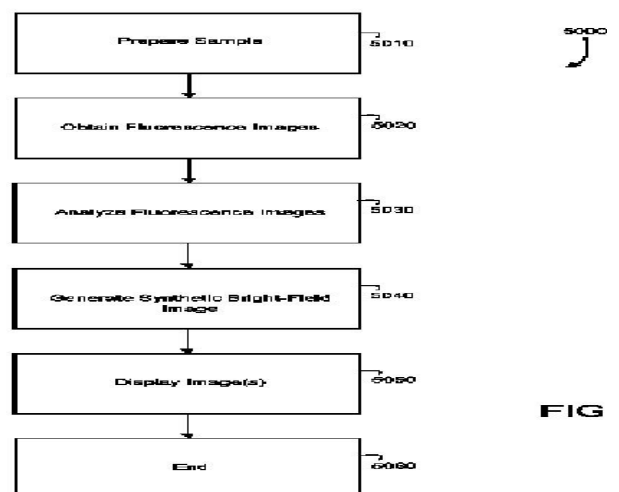 Prepare Sample
5010
5000
Obtain Fluorescence Images
5020
Analyze Fluorescence Images
5030
Generate Synthetic Bright-Field
Image
5040
Display Image(s)
5050
FIG
End
5060